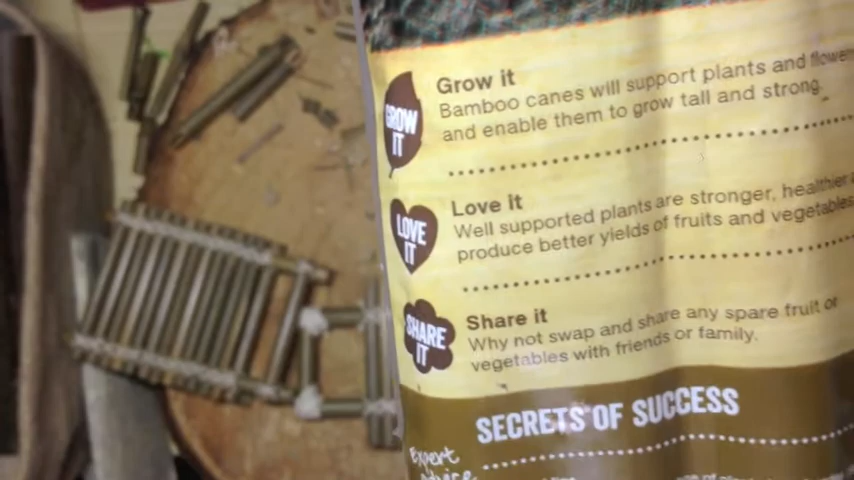 GROW
IT
Grow it
Bamboo canes will support plants and flowers
and enable them to grow tall and strong.
LOVE
IT
Love it
Well supported plants are stronger, healthier
produce better yields of fruits and vegetables
SHARE
IT
Share it
Why not swap and share any spare fruit or
vegetables with friends or family.
SECRETS OF SUCCESS
Expert